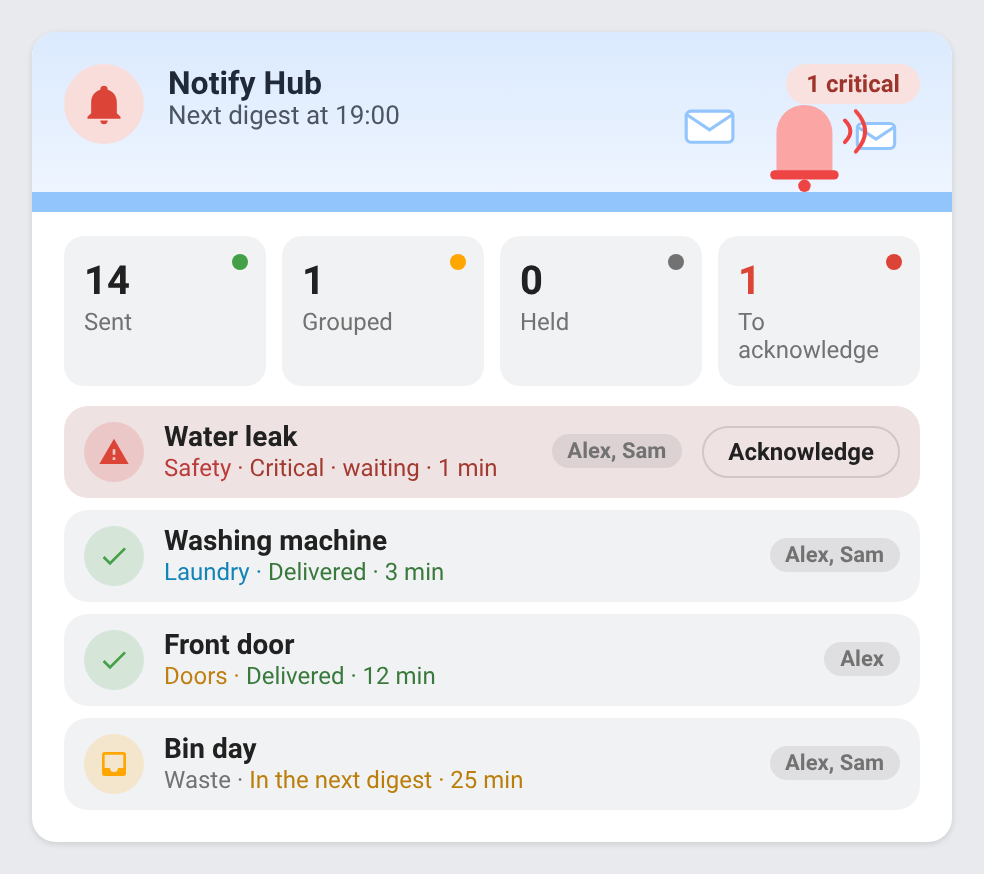 Notify Hub
Next digest at 19:00
1 critical
14
Sent
1
Grouped
0
Held
1
To
acknowledge
Water leak
Safety · Critical · waiting · 1 min
Alex, Sam
Acknowledge
Washing machine
Laundry · Delivered · 3 min
Alex, Sam
Front door
Doors · Delivered · 12 min
Alex
Bin day
Waste · In the next digest · 25 min
Alex, Sam